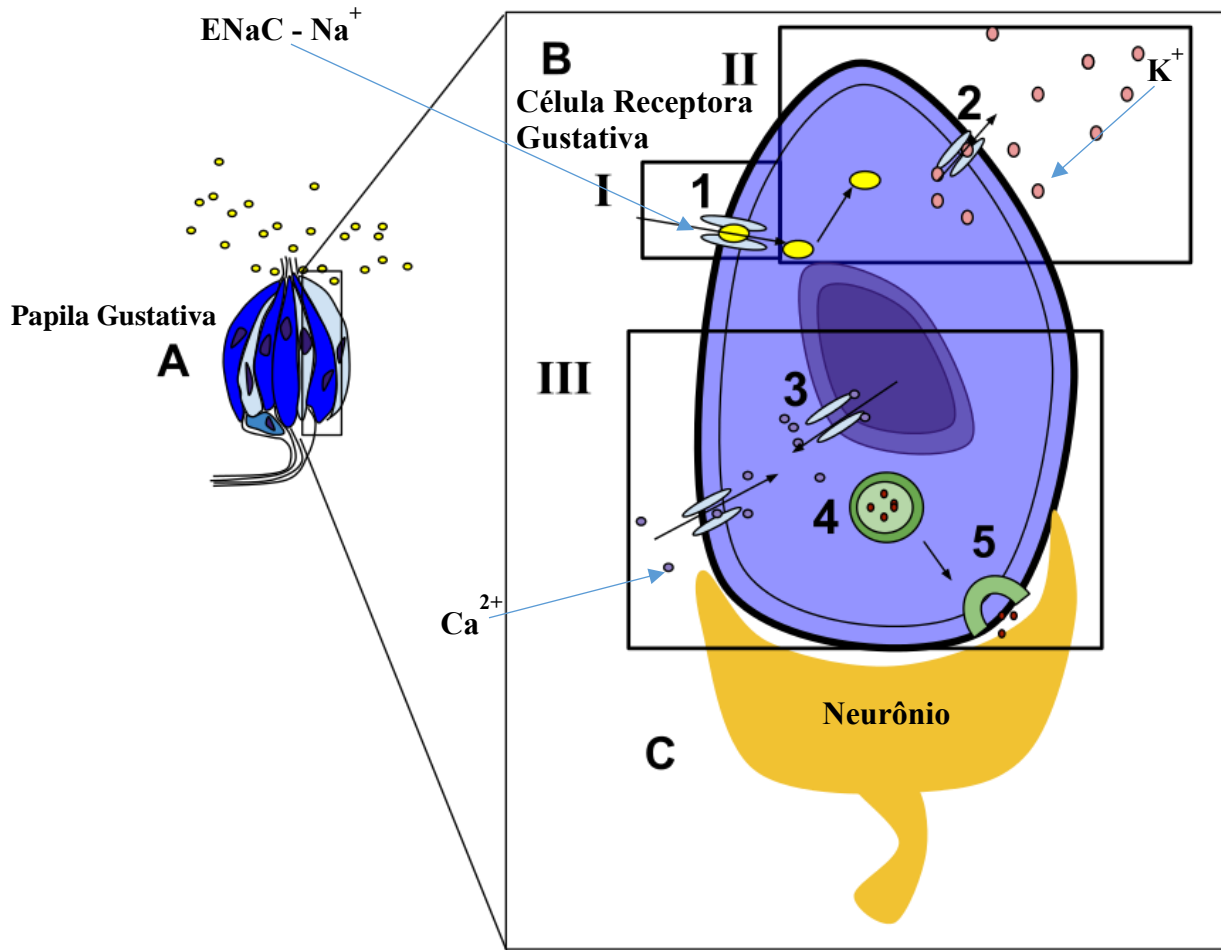 ENaC - Na⁺
B
II
K⁺
Célula Receptora
Gustativa
2
I
1
Papila Gustativa
A
III
3
4
5
Ca²⁺
Neurônio
C